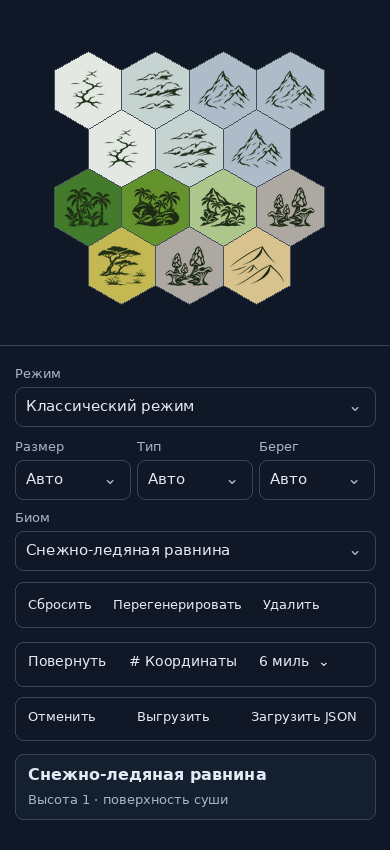 Режим
Классический режим
Размер Тип Берег
Авто Авто Авто
Биом
Снежно-ледяная равнина
Сбросить Перегенерировать Удалить
Повернуть # Координаты 6 миль
Отменить Выгрузить Загрузить JSON
Снежно-ледяная равнина
Высота 1 · поверхность суши